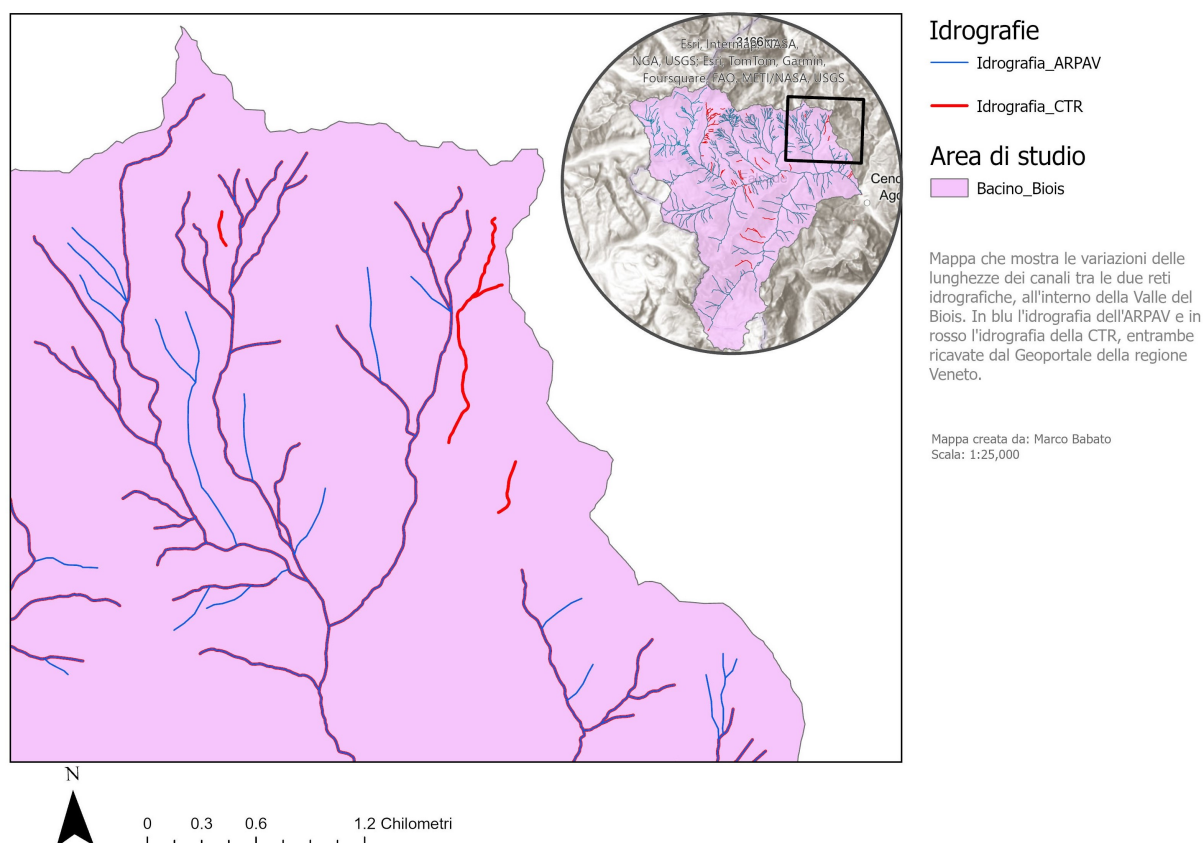 3166
Esri, Intermap, NASA,
NGA, USGS; Esri, TomTom, Garmin,
Foursquare, FAO, METI/NASA, USGS
Cenc
Ago
Idrografie
Idrografia_ARPAV
Idrografia_CTR
Area di studio
Bacino_Biois
Mappa che mostra le variazioni delle
lunghezze dei canali tra le due reti
idrografiche, all'interno della Valle del
Biois. In blu l'idrografia dell'ARPAV e in
rosso l'idrografia della CTR, entrambe
ricavate dal Geoportale della regione
Veneto.
Mappa creata da: Marco Babato
Scala: 1:25,000
N
0 0.3 0.6 1.2 Chilometri